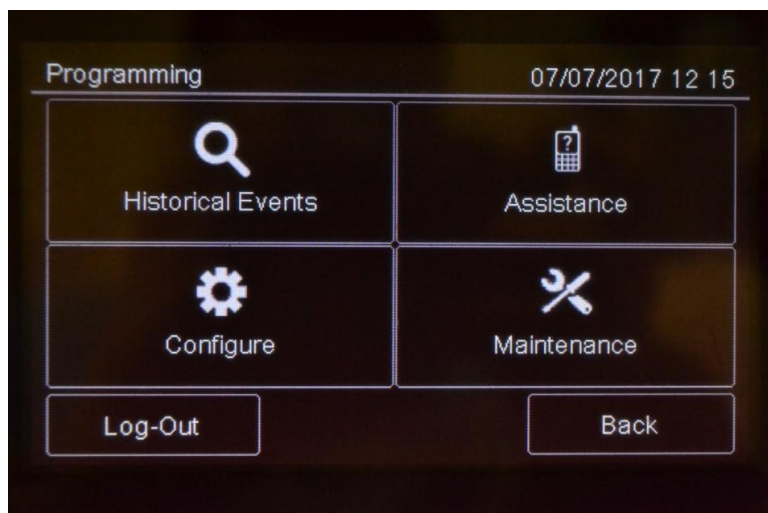 Programming 07/07/2017 12 15
Historical Events
?
Assistance
Configure
Maintenance
Log-Out
Back